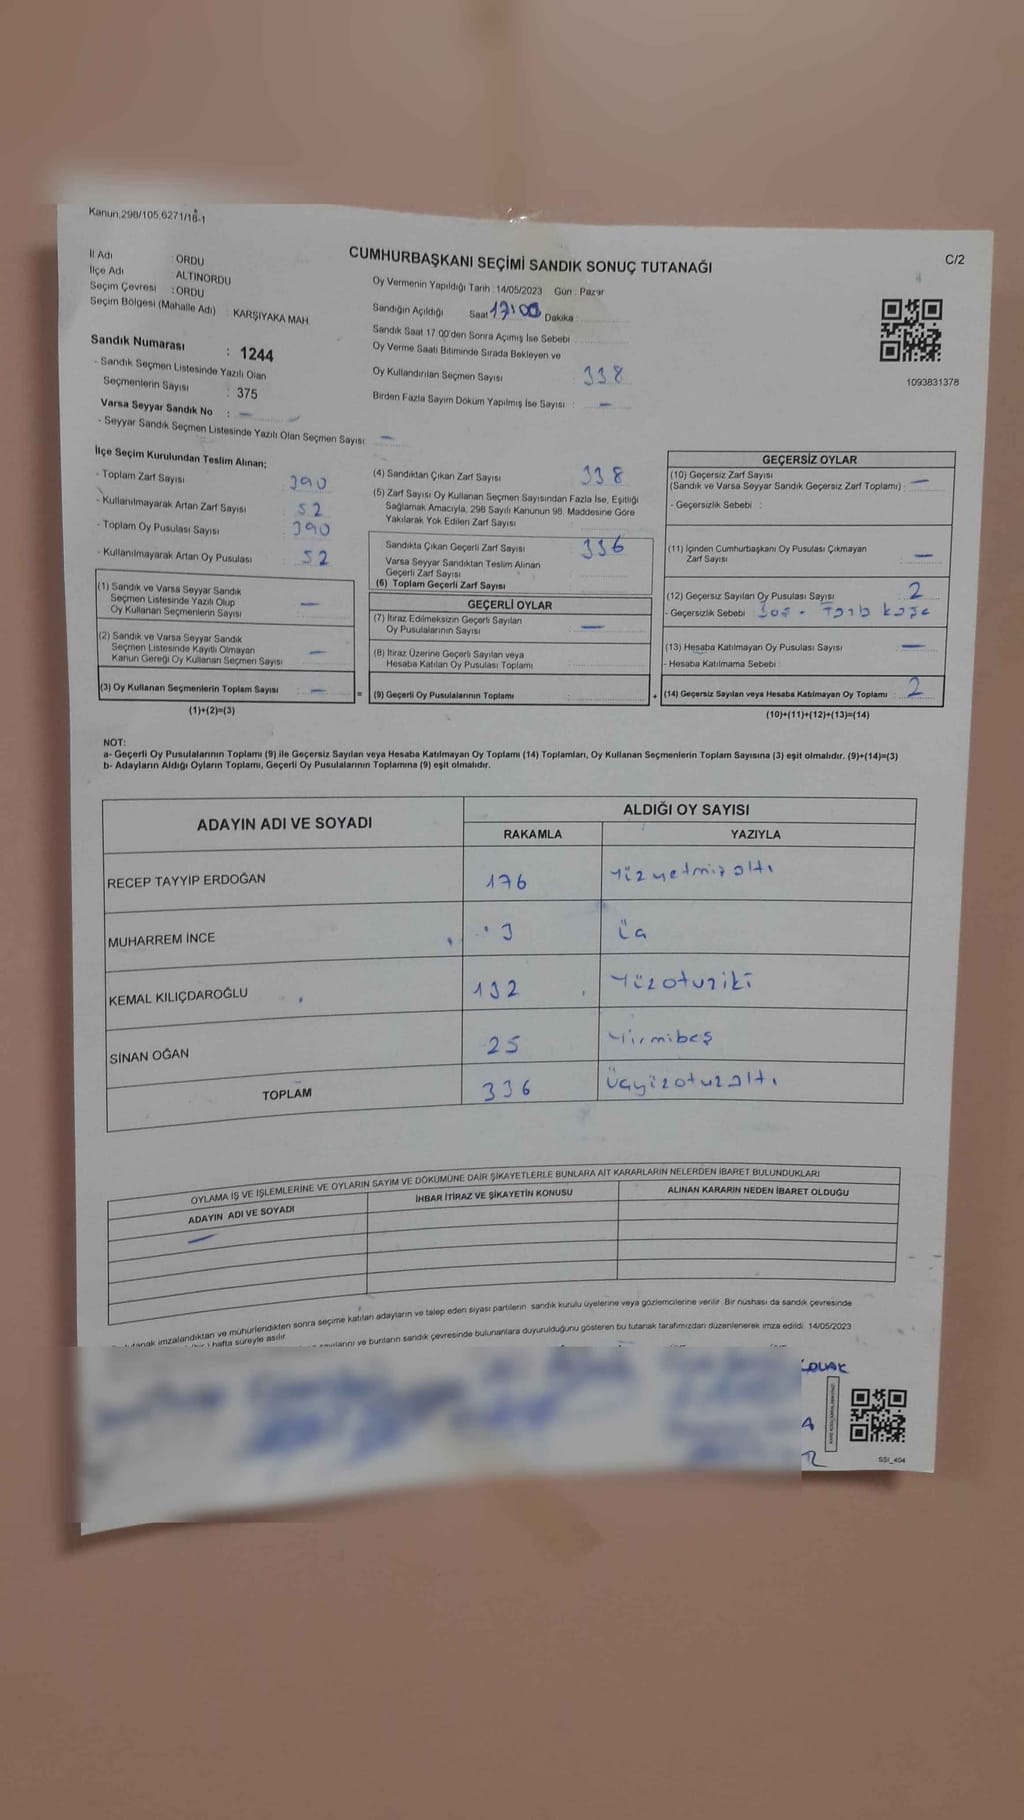 Kanun,298/105,6271/18-1
C/2
CUMHURBAŞKANI SEÇİMİ SANDIK SONUÇ TUTANAĞI
İl Adı : ORDU
İlçe Adı : ALTINORDU
Seçim Çevresi : ORDU
Seçim Bölgesi (Mahalle Adı) : KARŞIYAKA MAH.
Sandık Numarası : 1244
- Sandık Seçmen Listesinde Yazılı Olan
Seçmenlerin Sayısı : 375
Varsa Seyyar Sandık No : –
- Seyyar Sandık Seçmen Listesinde Yazılı Olan Seçmen Sayısı –
Oy Vermenin Yapıldığı Tarih : 14/05/2023 Gün : Pazar
Sandığın Açıldığı Saat 17:00 Dakika :
Sandık Saat 17.00'den Sonra Açımış İse Sebebi :
Oy Verme Saati Bitiminde Sırada Bekleyen ve
Oy Kullandırılan Seçmen Sayısı 338
Birden Fazla Sayım Döküm Yapılmış İse Sayısı : –
1093831378
İlçe Seçim Kurulundan Teslim Alınan;
- Toplam Zarf Sayısı 390
- Kullanılmayarak Artan Zarf Sayısı 52
- Toplam Oy Pusulası Sayısı 390
- Kullanılmayarak Artan Oy Pusulası 52
(1) Sandık ve Varsa Seyyar Sandık
Seçmen Listesinde Yazılı Olup
Oy Kullanan Seçmenlerin Sayısı –
(2) Sandık ve Varsa Seyyar Sandık
Seçmen Listesinde Kayıtlı Olmayan
Kanun Gereği Oy Kullanan Seçmen Sayısı –
(3) Oy Kullanan Seçmenlerin Toplam Sayısı –
(1)+(2)=(3)
=
(4) Sandıktan Çıkan Zarf Sayısı 338
(5) Zarf Sayısı Oy Kullanan Seçmen Sayısından Fazla İse, Eşitliği
Sağlamak Amacıyla, 298 Sayılı Kanunun 98. Maddesine Göre
Yakılarak Yok Edilen Zarf Sayısı
Sandıkta Çıkan Geçerli Zarf Sayısı 336
Varsa Seyyar Sandıktan Teslim Alınan
Geçerli Zarf Sayısı
(6) Toplam Geçerli Zarf Sayısı
GEÇERLİ OYLAR
(7) İtiraz Edilmeksizin Geçerli Sayılan
Oy Pusulalarının Sayısı –
(8) İtiraz Üzerine Geçerli Sayılan veya
Hesaba Katılan Oy Pusulası Toplamı
(9) Geçerli Oy Pusulalarının Toplamı
+
GEÇERSİZ OYLAR
(10) Geçersiz Zarf Sayısı
(Sandık ve Varsa Seyyar Sandık Geçersiz Zarf Toplamı) : –
- Geçersizlik Sebebi :
(11) İçinden Cumhurbaşkanı Oy Pusulası Çıkmayan
Zarf Sayısı –
(12) Geçersiz Sayılan Oy Pusulası Sayısı 2
- Geçersizlik Sebebi :
(13) Hesaba Katılmayan Oy Pusulası Sayısı –
- Hesaba Katılmama Sebebi
(14) Geçersiz Sayılan veya Hesaba Katılmayan Oy Toplamı 2
(10)+(11)+(12)+(13)=(14)
NOT:
a- Geçerli Oy Pusulalarının Toplamı (9) ile Geçersiz Sayılan veya Hesaba Katılmayan Oy Toplamı (14) Toplamları, Oy Kullanan Seçmenlerin Toplam Sayısına (3) eşit olmalıdır. (9)+(14)=(3)
b- Adayların Aldığı Oyların Toplamı, Geçerli Oy Pusulalarının Toplamına (9) eşit olmalıdır.
ADAYIN ADI VE SOYADI ALDIĞI OY SAYISI
RAKAMLA YAZIYLA
RECEP TAYYİP ERDOĞAN 176 Yüzyetmişaltı
MUHARREM İNCE 3 Üç
KEMAL KILIÇDAROĞLU 132 Yüzotuziki
SİNAN OĞAN 25 Yirmibeş
TOPLAM 336 Üçyüzotuzaltı
OYLAMA İŞ VE İŞLEMLERİNE VE OYLARIN SAYIM VE DÖKÜMÜNE DAİR ŞİKAYETLERLE BUNLARA AİT KARARLARIN NELERDEN İBARET BULUNDUKLARI
ADAYIN ADI VE SOYADI İHBAR İTİRAZ VE ŞİKAYETİN KONUSU ALINAN KARARIN NEDEN İBARET OLDUĞU
–
tutanak imzalandıktan ve mühürlendikten sonra seçime katılan adayların ve talep eden siyasi partilerin sandık kurulu üyelerine veya gözlemcilerine verilir. Bir nüshası da sandık çevresinde
hafta süreyle asılır.
ve bunların sandık çevresinde bulunanlara duyurulduğunu gösteren bu tutanak tarafımızdan düzenlenerek imza edildi. 14/05/2023
SSI_404